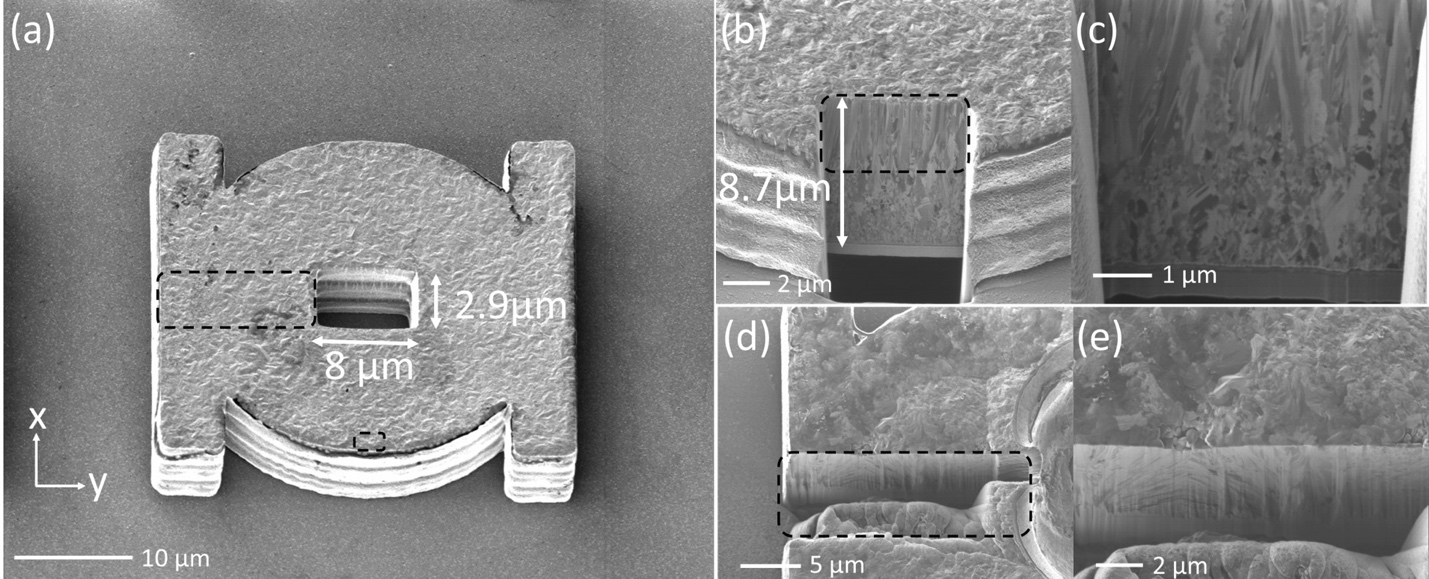 (a)
2.9µm
8 µm
x
y
10 µm
(b)
8.7µm
2 µm
(c)
1 µm
(d)
5 µm
(e)
2 µm